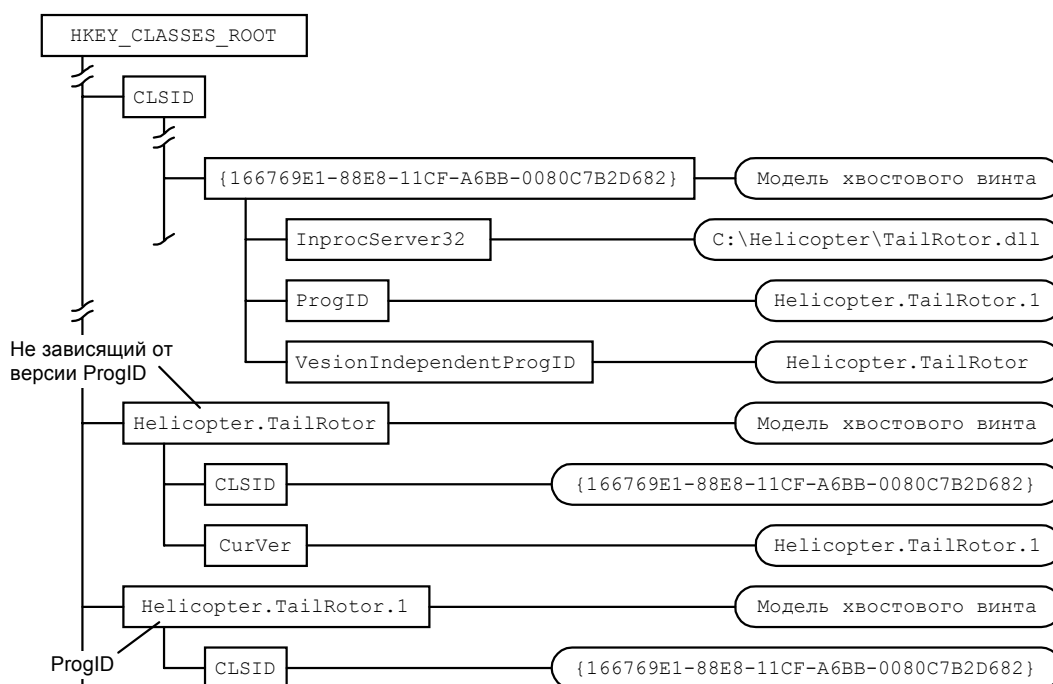 HKEY_CLASSES_ROOT
CLSID
{166769E1-88E8-11CF-A6BB-0080C7B2D682} Модель хвостового винта
InprocServer32 C:\Helicopter\TailRotor.dll
ProgID Helicopter.TailRotor.1
VesionIndependentProgID Helicopter.TailRotor
Не зависящий от
версии ProgID
Helicopter.TailRotor Модель хвостового винта
CLSID {166769E1-88E8-11CF-A6BB-0080C7B2D682}
CurVer Helicopter.TailRotor.1
Helicopter.TailRotor.1 Модель хвостового винта
ProgID
CLSID {166769E1-88E8-11CF-A6BB-0080C7B2D682}